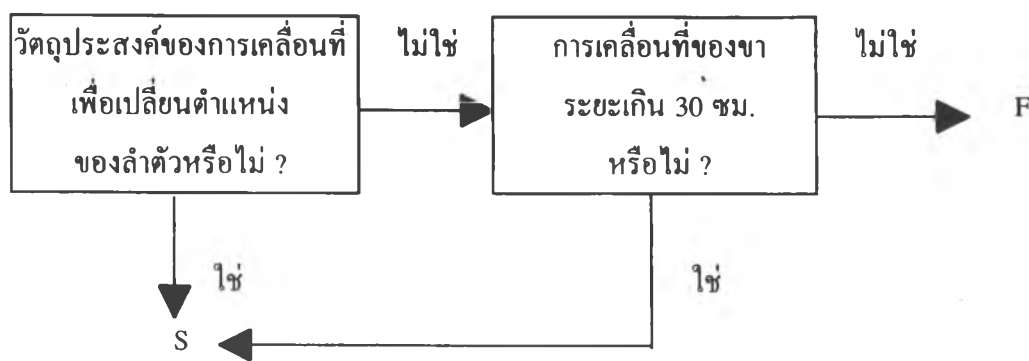 วัตถุประสงค์ของการเคลื่อนที่
เพื่อเปลี่ยนตำแหน่ง
ของลำตัวหรือไม่ ?
ไม่ใช่
การเคลื่อนที่ของขา
ระยะเกิน 30 ซม.
หรือไม่ ?
ไม่ใช่
F
ใช่
ใช่
S